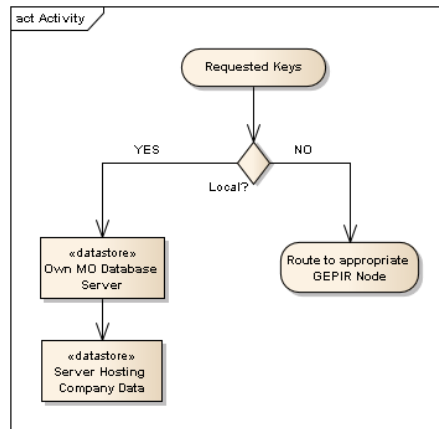 act Activity
Requested Keys
YES
NO
Local?
«datastore»
Own MO Database
Server
Route to appropriate
GEPIR Node
«datastore»
Server Hosting
Company Data